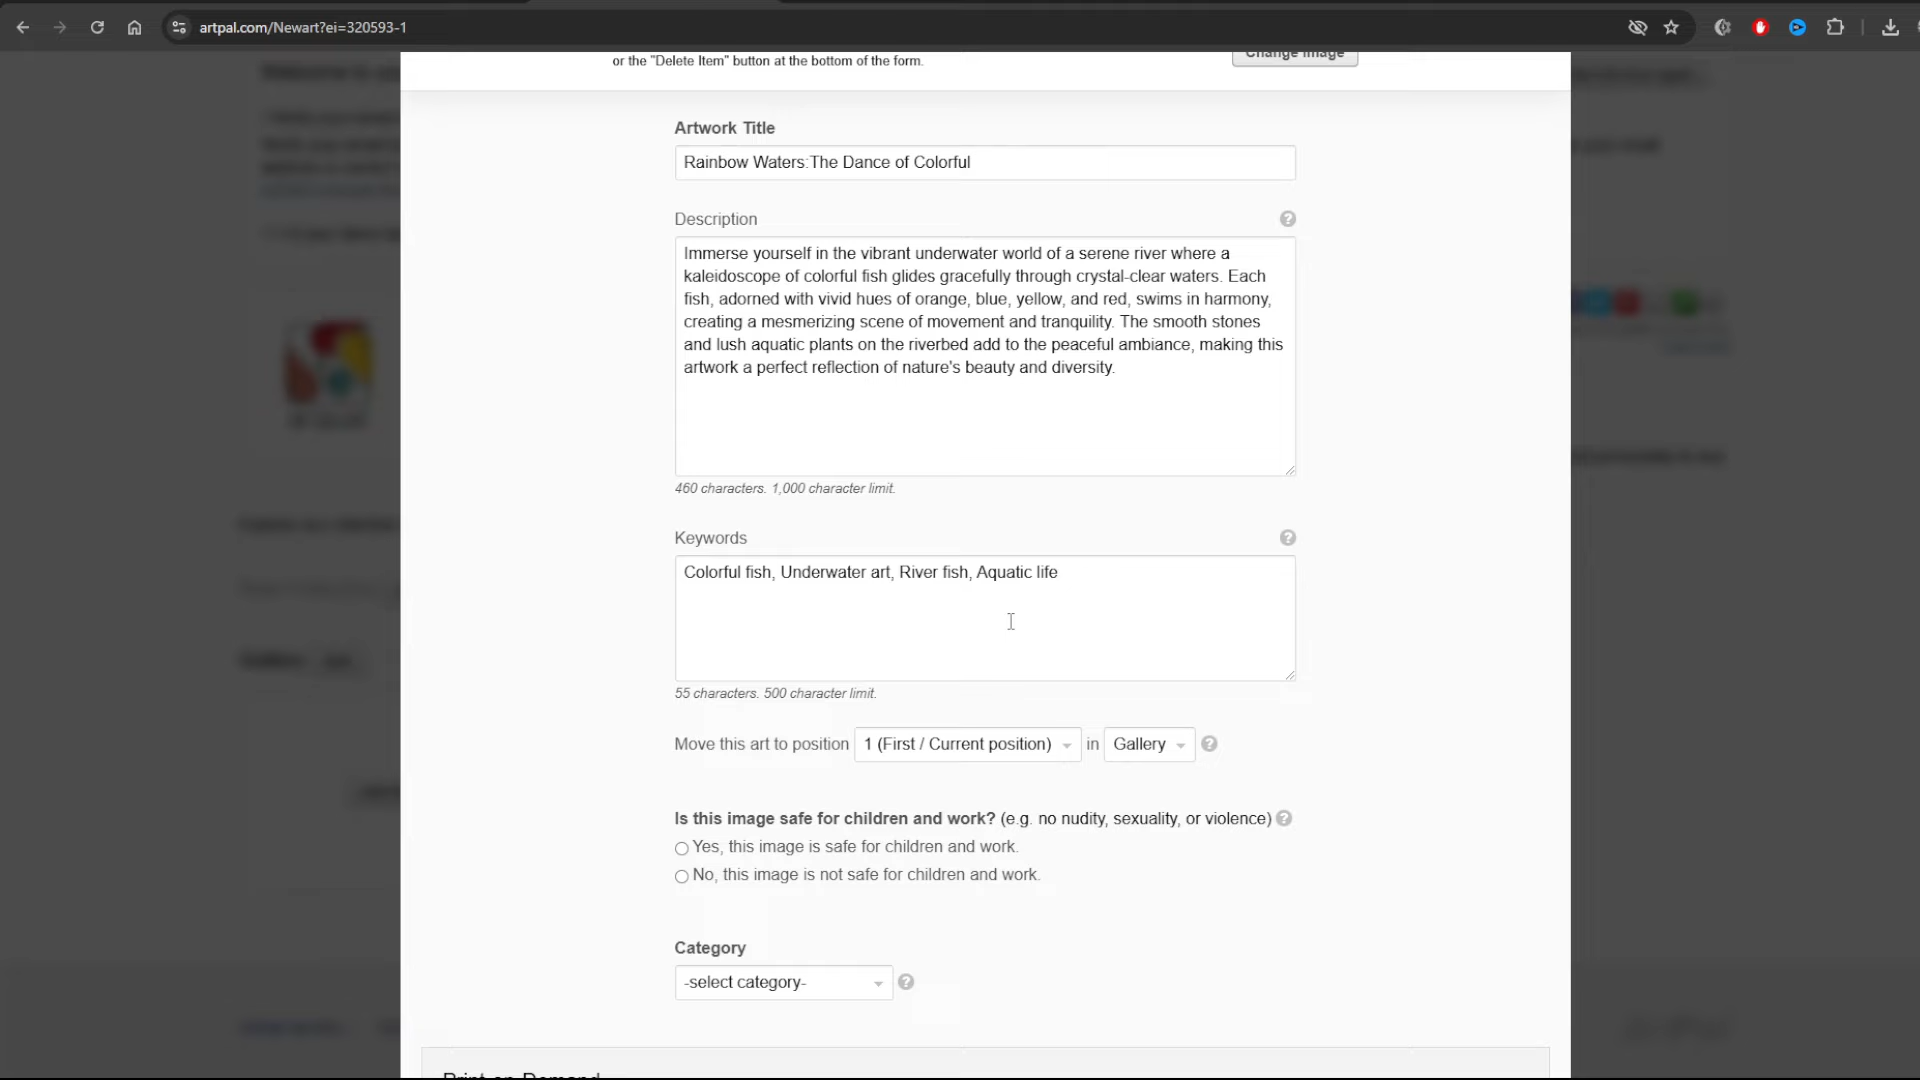 artpal.com/Newart?ei=320593-1
or the "Delete Item" button at the bottom of the form.
Change Image
Artwork Title
Rainbow Waters:The Dance of Colorful
Description
Immerse yourself in the vibrant underwater world of a serene river where a
kaleidoscope of colorful fish glides gracefully through crystal-clear waters. Each
fish, adorned with vivid hues of orange, blue, yellow, and red, swims in harmony,
creating a mesmerizing scene of movement and tranquility. The smooth stones
and lush aquatic plants on the riverbed add to the peaceful ambiance, making this
artwork a perfect reflection of nature's beauty and diversity.
460 characters. 1,000 character limit.
Keywords
Colorful fish, Underwater art, River fish, Aquatic life
55 characters. 500 character limit.
Move this art to position 1 (First / Current position) in Gallery
Is this image safe for children and work? (e.g. no nudity, sexuality, or violence)
Yes, this image is safe for children and work.
No, this image is not safe for children and work.
Category
-select category-
Print on Demand